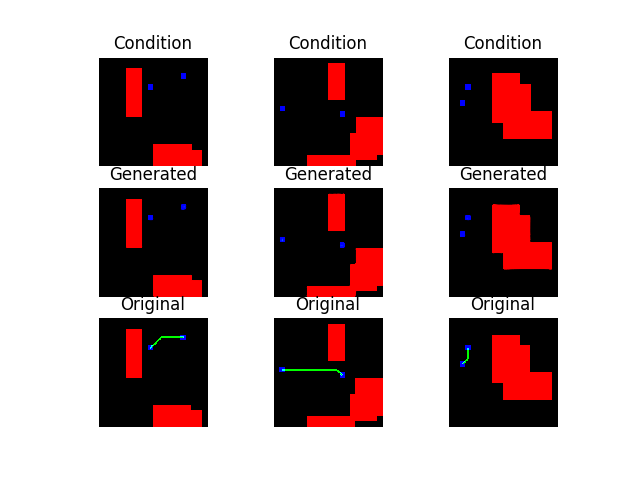 Condition Condition Condition
Generated Generated Generated
Original Original Original